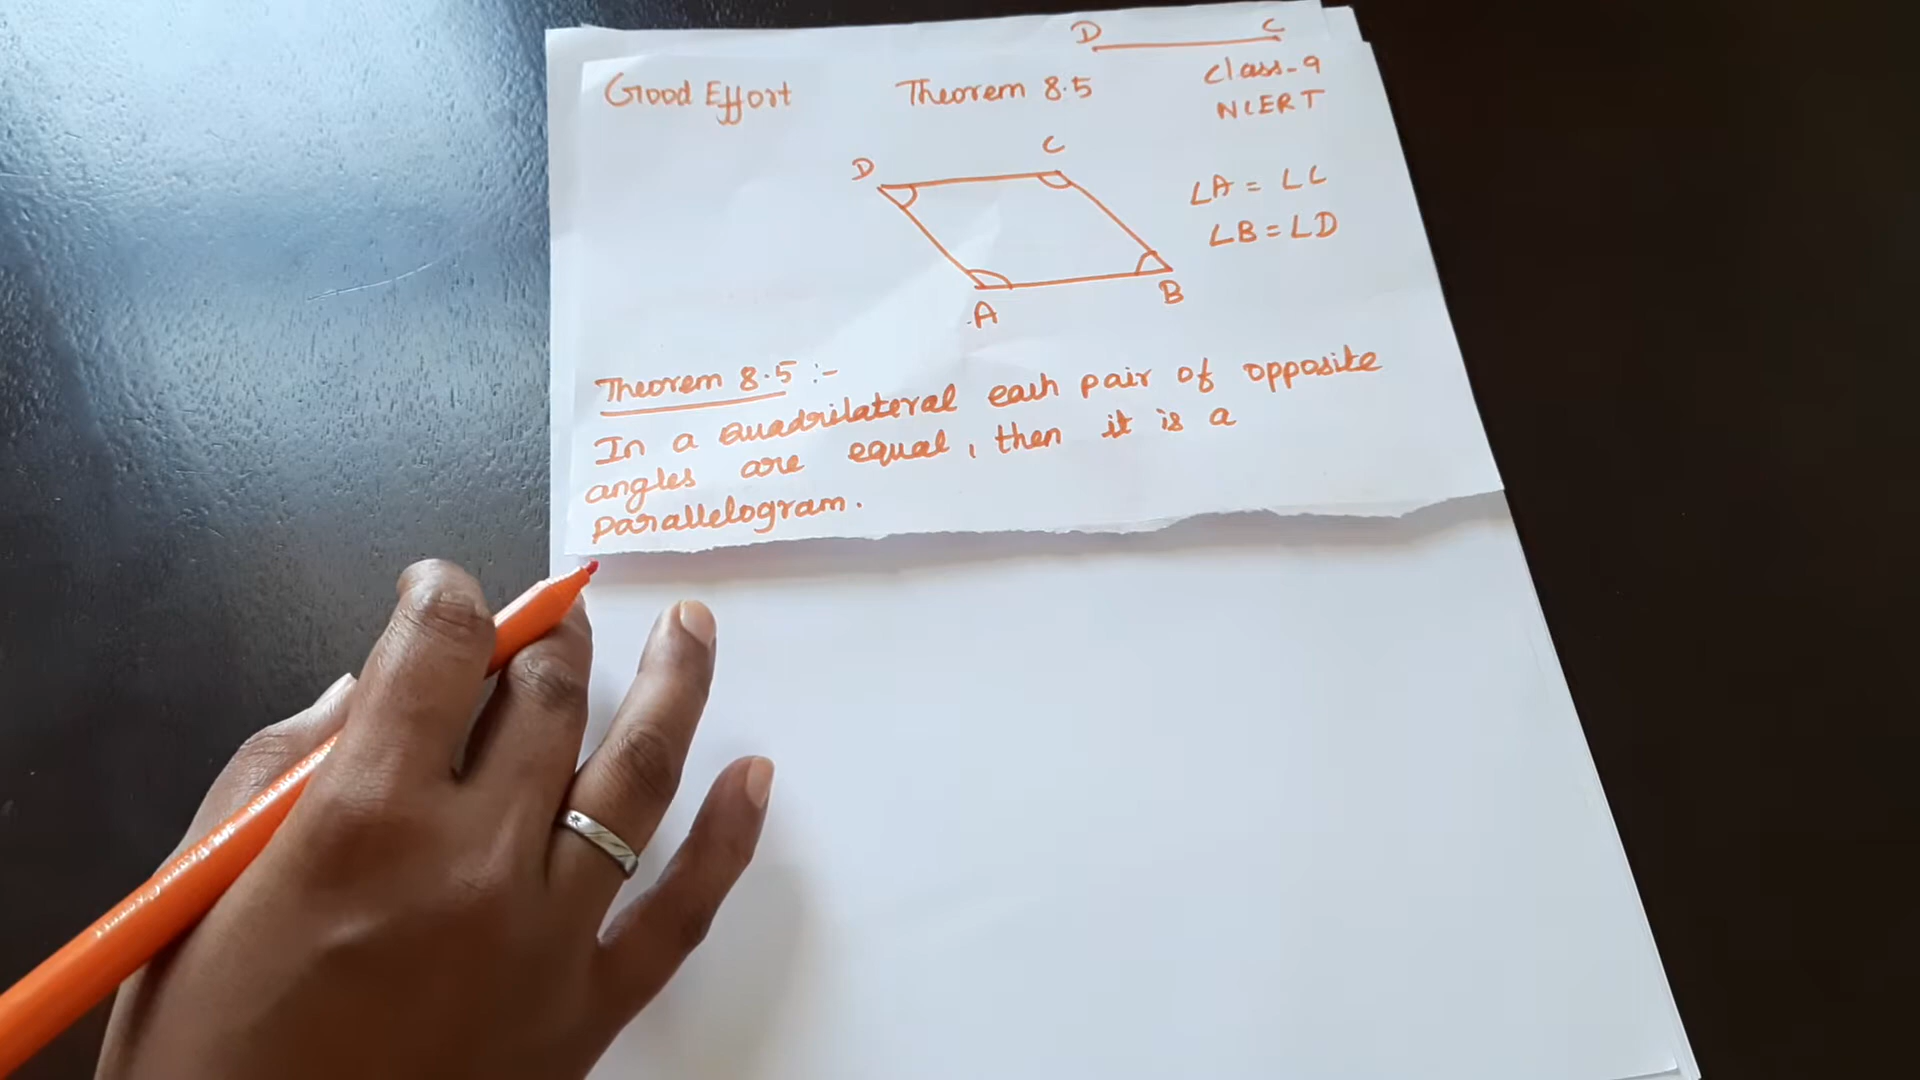 D C
Good Effort Theorem 8.5 Class-9
NCERT
D C
∠A = ∠C
∠B = ∠D
A B
Theorem 8.5 :-
In a quadrilateral each pair of opposite
angles are equal, then it is a
parallelogram.